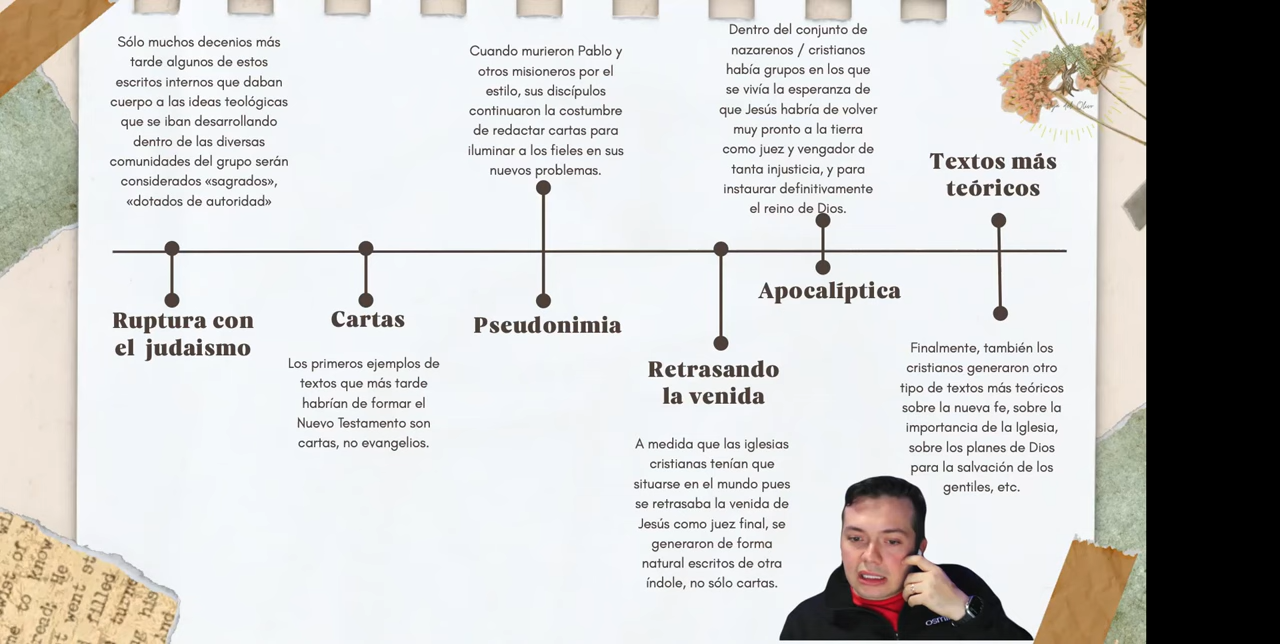 Sólo muchos decenios más
tarde algunos de estos
escritos internos que daban
cuerpo a las ideas teológicas
que se iban desarrollando
dentro de las diversas
comunidades del grupo serán
considerados «sagrados»,
«dotados de autoridad»
Ruptura con
el judaismo
Cartas
Los primeros ejemplos de
textos que más tarde
habrían de formar el
Nuevo Testamento son
cartas, no evangelios.
Cuando murieron Pablo y
otros misioneros por el
estilo, sus discípulos
continuaron la costumbre
de redactar cartas para
iluminar a los fieles en sus
nuevos problemas.
Pseudonimia
Retrasando
la venida
A medida que las iglesias
cristianas tenían que
situarse en el mundo pues
se retrasaba la venida de
Jesús como juez final, se
generaron de forma
natural escritos de otra
índole, no sólo cartas.
Dentro del conjunto de
nazarenos / cristianos
había grupos en los que
se vivía la esperanza de
que Jesús habría de volver
muy pronto a la tierra
como juez y vengador de
tanta injusticia, y para
instaurar definitivamente
el reino de Dios.
Apocalíptica
Textos más
teóricos
Finalmente, también los
cristianos generaron otro
tipo de textos más teóricos
sobre la nueva fe, sobre la
importancia de la Iglesia,
sobre los planes de Dios
para la salvación de los
gentiles, etc.